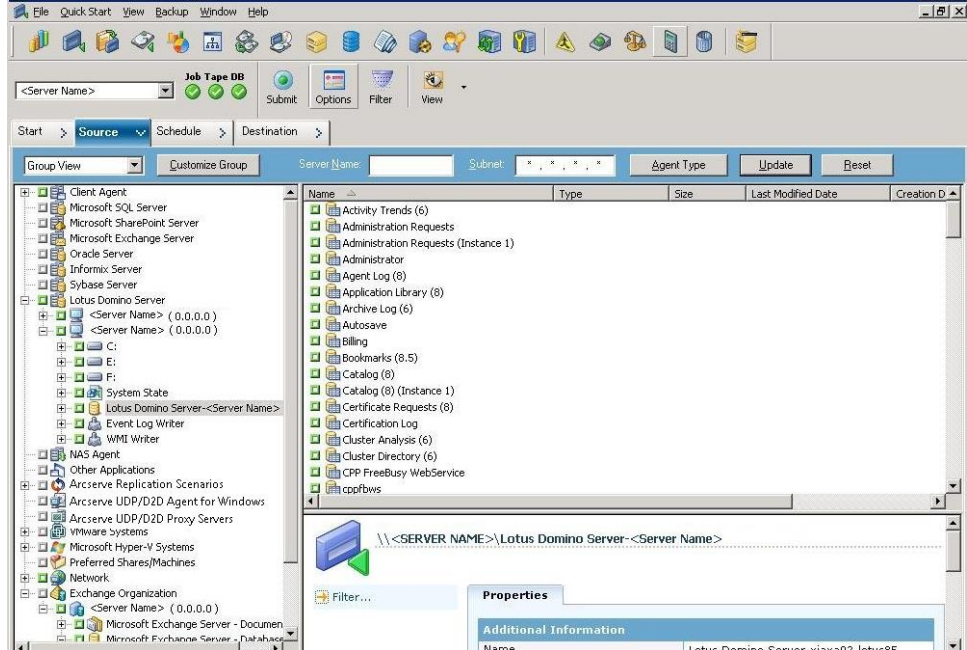 File Quick Start View Backup Window Help
<Server Name>
Job Tape DB
Submit Options Filter View
Start Source Schedule Destination
Group View Customize Group Server Name: Subnet: * . * . * . * Agent Type Update Reset
Client Agent
Microsoft SQL Server
Microsoft SharePoint Server
Microsoft Exchange Server
Oracle Server
Informix Server
Sybase Server
Lotus Domino Server
<Server Name> ( 0.0.0.0 )
<Server Name> ( 0.0.0.0 )
C:
E:
F:
System State
Lotus Domino Server-<Server Name>
Event Log Writer
WMI Writer
NAS Agent
Other Applications
Arcserve Replication Scenarios
Arcserve UDP/D2D Agent for Windows
Arcserve UDP/D2D Proxy Servers
VMware Systems
Microsoft Hyper-V Systems
Preferred Shares/Machines
Network
Exchange Organization
<Server Name> ( 0.0.0.0 )
Microsoft Exchange Server - Documen
Microsoft Exchange Server - Database
Name Type Size Last Modified Date Creation D
Activity Trends (6)
Administration Requests
Administration Requests (Instance 1)
Administrator
Agent Log (8)
Application Library (8)
Archive Log (6)
Autosave
Billing
Bookmarks (8.5)
Catalog (8)
Catalog (8) (Instance 1)
Certificate Requests (8)
Certification Log
Cluster Analysis (6)
Cluster Directory (6)
CPP FreeBusy WebService
cppfbws
\\<SERVER NAME>\Lotus Domino Server-<Server Name>
Filter...
Properties
Additional Information
Name Lotus Domino Server-xiaxa02-lotus85